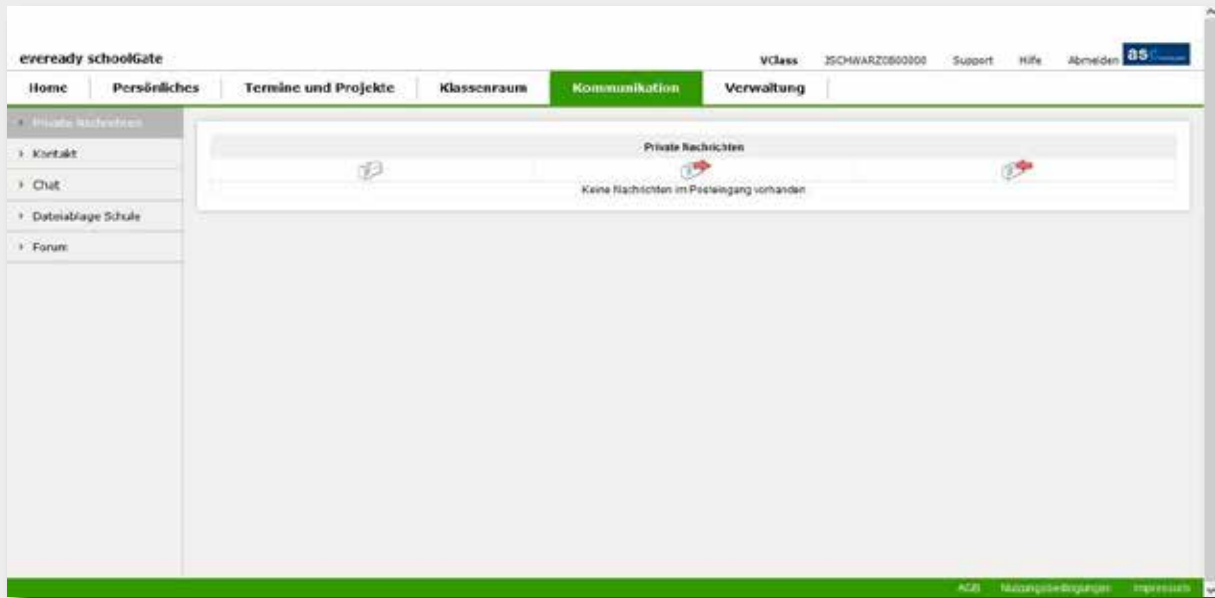 eveready schoolGate
VClass Support Hilfe Abmelden as
Home Persönliches Termine und Projekte Klassenraum Kommunikation Verwaltung
Private Nachrichten
Kontakt
Chat
Dateiablage Schule
Forum
Private Nachrichten
Keine Nachrichten im Posteingang vorhanden
AGB Nutzungsbedingungen Impressum